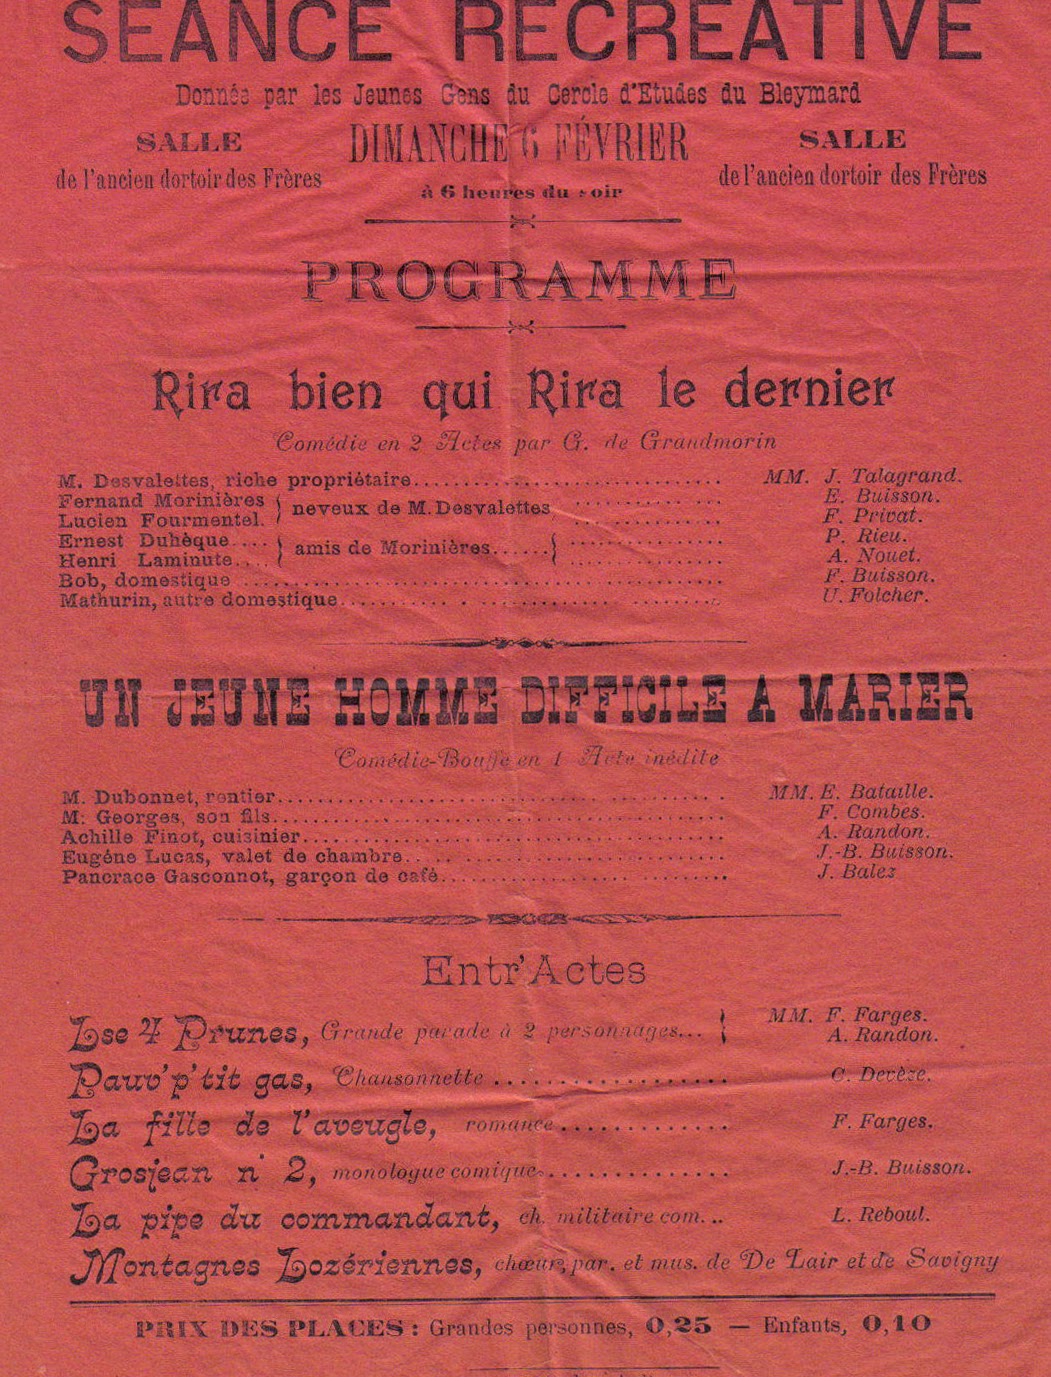 SÉANCE RÉCRÉATIVE
Donnée par les Jeunes Gens du Cercle d'Etudes du Bleymard
SALLE
de l'ancien dortoir des Frères
DIMANCHE 6 FÉVRIER
à 6 heures du soir
SALLE
de l'ancien dortoir des Frères
PROGRAMME
Rira bien qui Rira le dernier
Comédie en 2 Actes par G. de Grandmorin
M. Desvalettes, riche propriétaire................................ MM. J. Talagrand.
Fernand Morinières } neveux de M. Desvalettes ................ E. Buisson.
Lucien Fourmentel. ................ F. Privat.
Ernest Duhèque.... } amis de Morinières......{ ................ P. Rieu.
Henri Laminute.... ................ A. Nouet.
Bob, domestique ................................................ F. Buisson.
Mathurin, autre domestique........................................ U. Folcher.
UN JEUNE HOMME DIFFICILE A MARIER
Comédie-Bouffe en 1 Acte inédite
M. Dubonnet, rentier............................................. MM. E. Bataille.
M. Georges, son fils............................................. F. Combes.
Achille Finot, cuisinier.......................................... A. Randon.
Eugène Lucas, valet de chambre.................................. J.-B. Buisson.
Pancrace Gasconnot, garçon de café............................... J. Balez
Entr'Actes
Lse 4 Prunes, Grande parade à 2 personnages... } MM. F. Farges.
A. Randon.
Pauv'p'tit gas, Chansonnette .................... C. Devèze.
La fille de l'aveugle, romance.............. F. Farges.
Grosjean n° 2, monologue comique............... J.-B. Buisson.
La pipe du commandant, ch. militaire com. .. L. Reboul.
Montagnes Lozériennes, chœur, par. et mus. de De Lair et de Savigny
PRIX DES PLACES : Grandes personnes, 0,25 — Enfants, 0,10